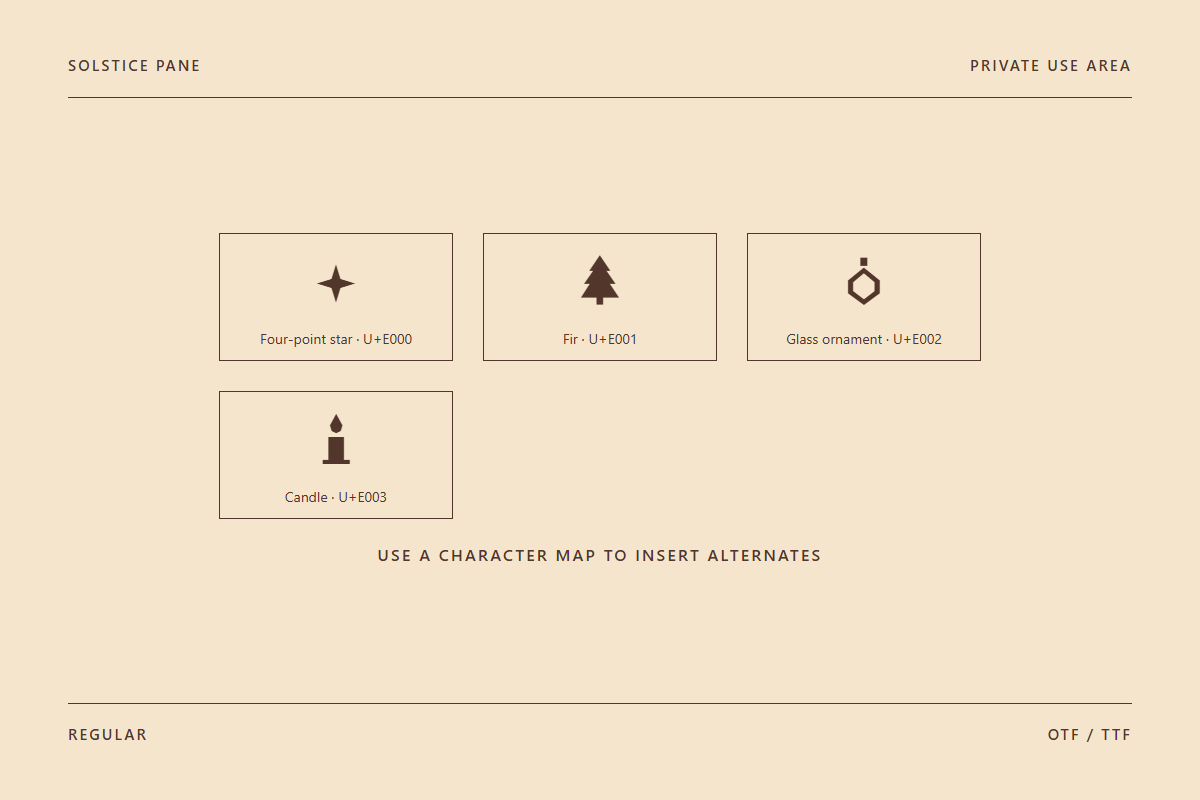 SOLSTICE PANE
PRIVATE USE AREA
Four-point star · U+E000
Fir · U+E001
Glass ornament · U+E002
Candle · U+E003
USE A CHARACTER MAP TO INSERT ALTERNATES
REGULAR
OTF / TTF